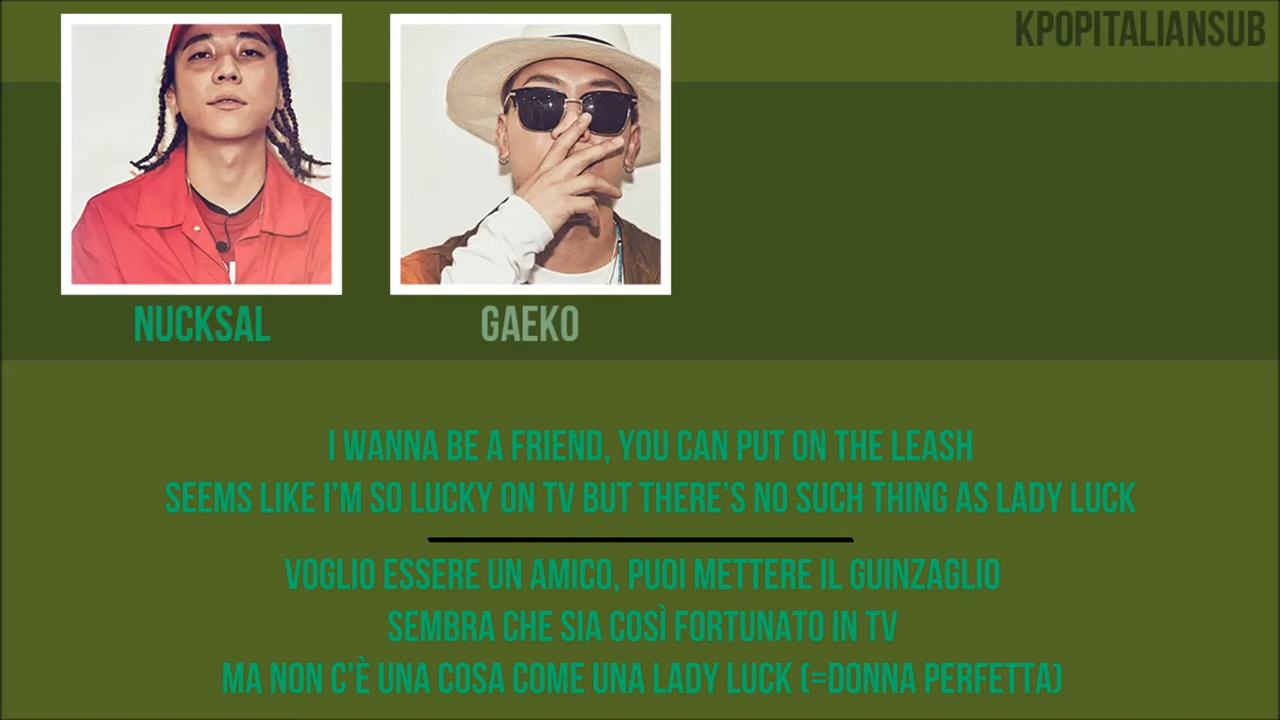 KPOPITALIANSUB
NUCKSAL
GAEKO
I WANNA BE A FRIEND, YOU CAN PUT ON THE LEASH
SEEMS LIKE I'M SO LUCKY ON TV BUT THERE'S NO SUCH THING AS LADY LUCK
VOGLIO ESSERE UN AMICO, PUOI METTERE IL GUINZAGLIO
SEMBRA CHE SIA COSÌ FORTUNATO IN TV
MA NON C'È UNA COSA COME UNA LADY LUCK (=DONNA PERFETTA)